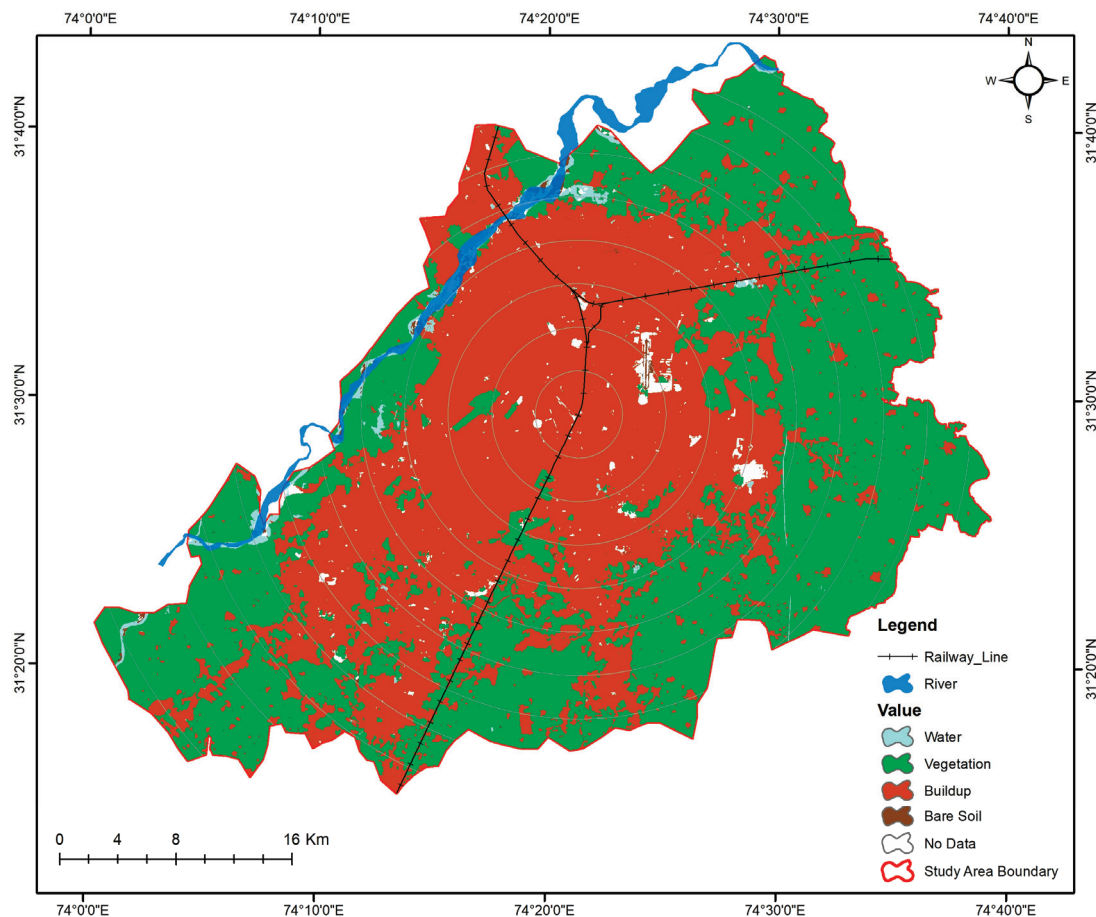 74°0'0"E 74°10'0"E 74°20'0"E 74°30'0"E 74°40'0"E
N
W E
S
31°40'0"N 31°40'0"N
31°30'0"N 31°30'0"N
31°20'0"N 31°20'0"N
Legend
Railway_Line
River
Value
Water
Vegetation
Buildup
Bare Soil
No Data
Study Area Boundary
0 4 8 16 Km
74°0'0"E 74°10'0"E 74°20'0"E 74°30'0"E 74°40'0"E